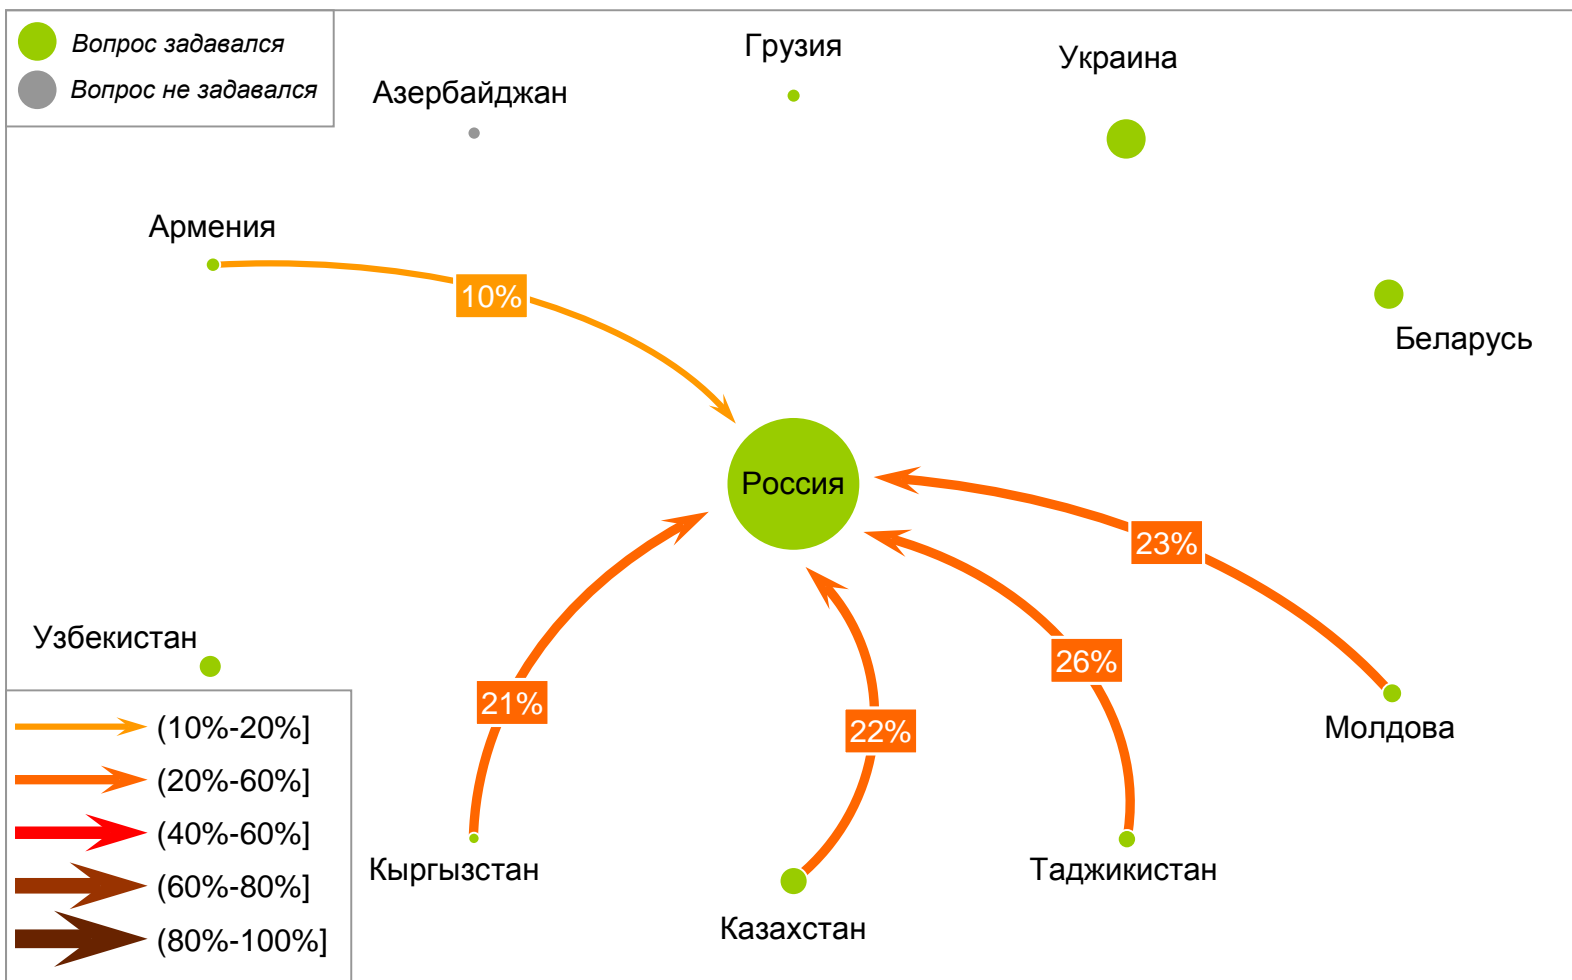 Вопрос задавался
Вопрос не задавался
Грузия
Украина
Азербайджан
Армения
10%
Беларусь
Россия
23%
Узбекистан
26%
21%
22%
Молдова
(10%-20%]
(20%-60%]
(40%-60%]
(60%-80%]
(80%-100%]
Кыргызстан
Таджикистан
Казахстан